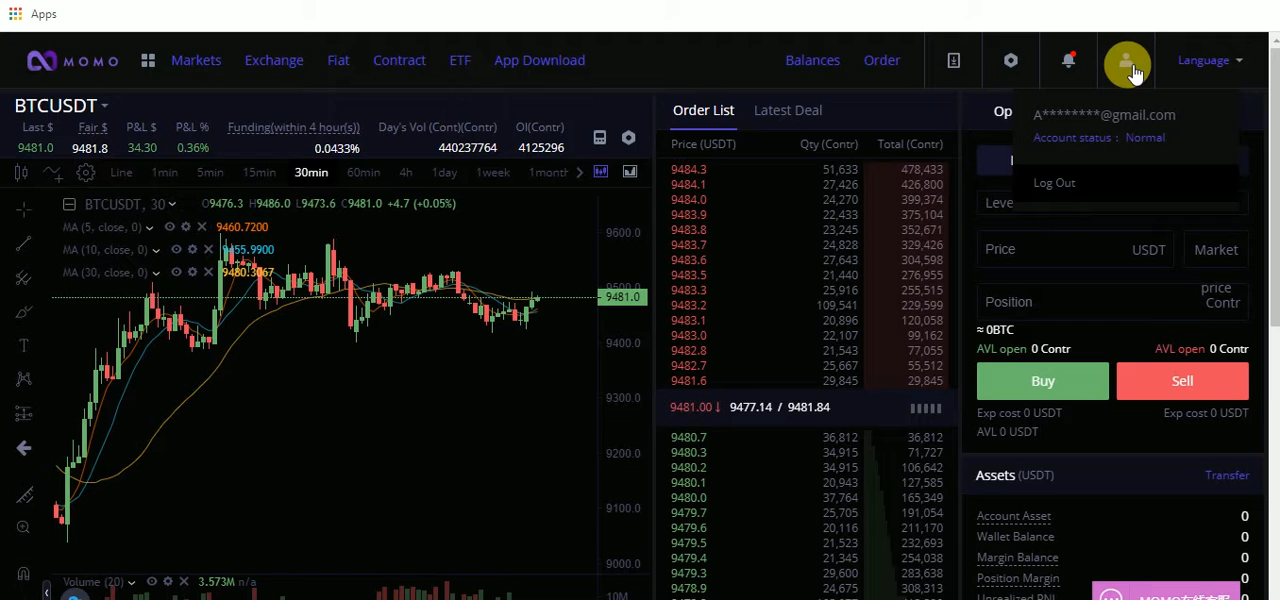 Apps
MOMO Markets Exchange Fiat Contract ETF App Download Balances Order Language
A********@gmail.com
Account status : Normal
Log Out
BTCUSDT
Last $ Fair $ P&L $ P&L % Funding(within 4 hour(s)) Day's Vol (Cont)(Contr) OI(Contr)
9481.0 9481.8 34.30 0.36% 0.0433% 440237764 4125296
Line 1min 5min 15min 30min 60min 4h 1day 1week 1month
BTCUSDT, 30 O9476.3 H9486.0 L9473.6 C9481.0 +4.7 (+0.05%)
MA (5, close, 0) 9460.7200
MA (10, close, 0) 9455.9900
MA (30, close, 0) 9480.3067
9600.0
9500.0
9481.0
9400.0
9300.0
9200.0
9100.0
9000.0
Volume (20) 3.573M n/a
10M
Order List Latest Deal
Price (USDT) Qty (Contr) Total (Contr)
9484.3 51,633 478,433
9484.1 27,426 426,800
9484.0 24,270 399,374
9483.9 22,433 375,104
9483.8 23,245 352,671
9483.7 24,828 329,426
9483.6 27,643 304,598
9483.5 21,440 276,955
9483.3 25,916 255,515
9483.2 109,541 229,599
9483.1 20,896 120,058
9483.0 22,107 99,162
9482.8 21,543 77,055
9482.7 25,667 55,512
9481.6 29,845 29,845
9481.00↓ 9477.14 / 9481.84
9480.7 36,812 36,812
9480.3 34,915 71,727
9480.2 34,915 106,642
9480.1 20,943 127,585
9480.0 37,764 165,349
9479.7 25,705 191,054
9479.6 20,116 211,170
9479.5 21,523 232,693
9479.4 21,345 254,038
9479.3 29,600 283,638
9478.9 24,675 308,313
Op
Leve
Price USDT Market
price
Position Contr
≈ 0BTC
AVL open 0 Contr AVL open 0 Contr
Buy Sell
Exp cost 0 USDT Exp cost 0 USDT
AVL 0 USDT
Assets (USDT) Transfer
Account Asset 0
Wallet Balance 0
Margin Balance 0
Position Margin 0
Unrealized PNL
MOMO在线客服